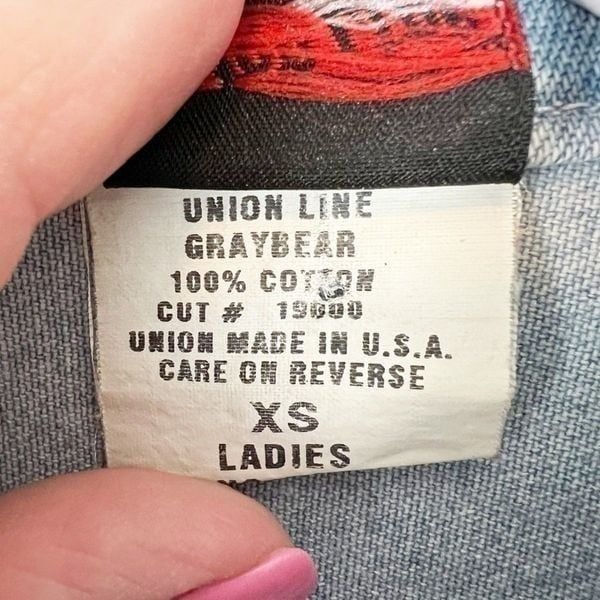 UNION LINE
GRAYBEAR
100% COTTON
CUT # 19000
UNION MADE IN U.S.A.
CARE ON REVERSE
XS
LADIES